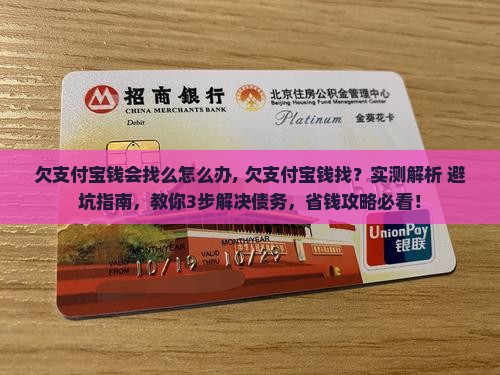 招商银行
CHINA MERCHANTS BANK
Debit
北京住房公积金管理中心
Beijing Housing Fund Management Center
Platinum 金葵花卡
欠支付宝钱会找么怎么办, 欠支付宝钱找？实测解析 避
坑指南，教你3步解决债务，省钱攻略必看！
MONTH/YEAR MONTH/YEAR
VALID FROM 10/19 VALID THRU 10/29
UnionPay
银联